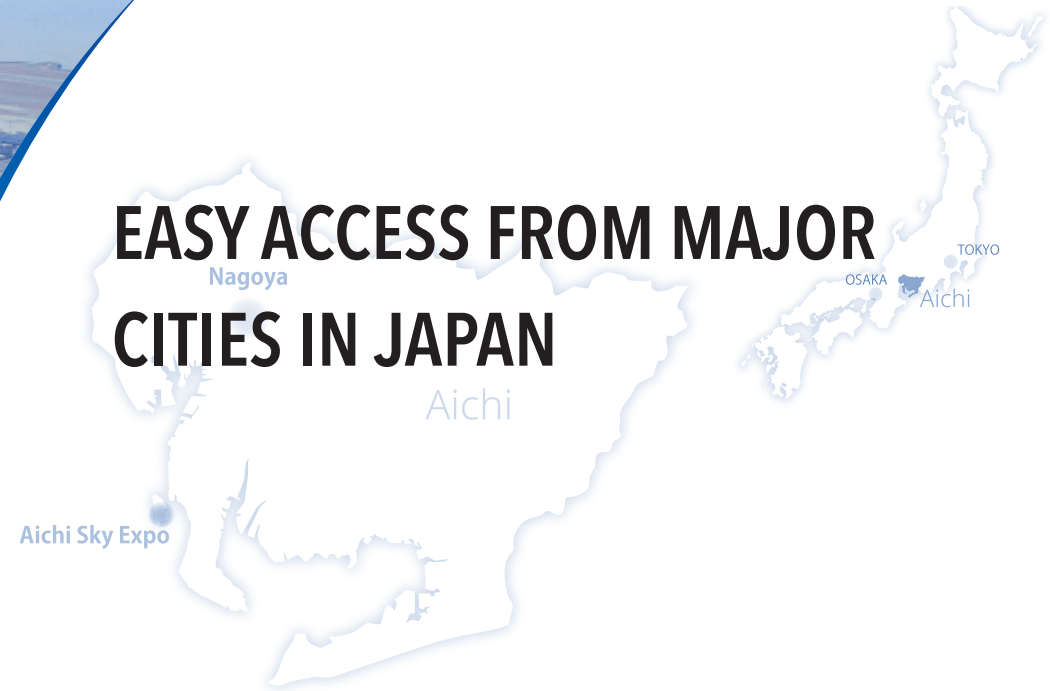 EASY ACCESS FROM MAJOR
CITIES IN JAPAN
Nagoya
Aichi
Aichi Sky Expo
TOKYO
OSAKA
Aichi